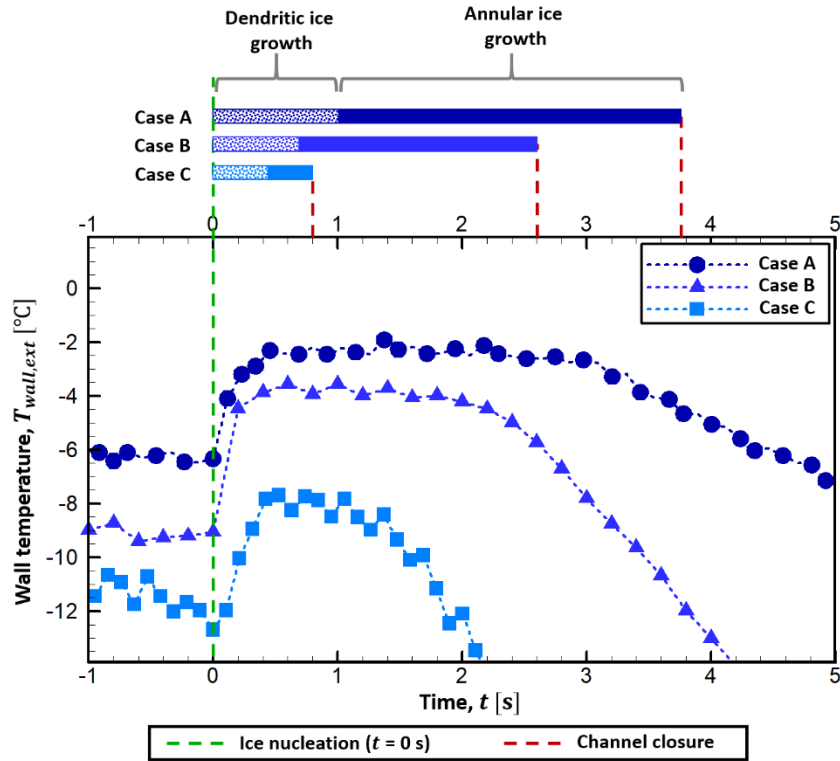 Dendritic ice
growth
Annular ice
growth
Case A
Case B
Case C
-1 0 1 2 3 4 5
Case A
Case B
Case C
0
-2
-4
-6
-8
-10
-12
Wall temperature, T_wall,ext [°C]
-1 0 1 2 3 4 5
Time, t [s]
Ice nucleation (t = 0 s) Channel closure